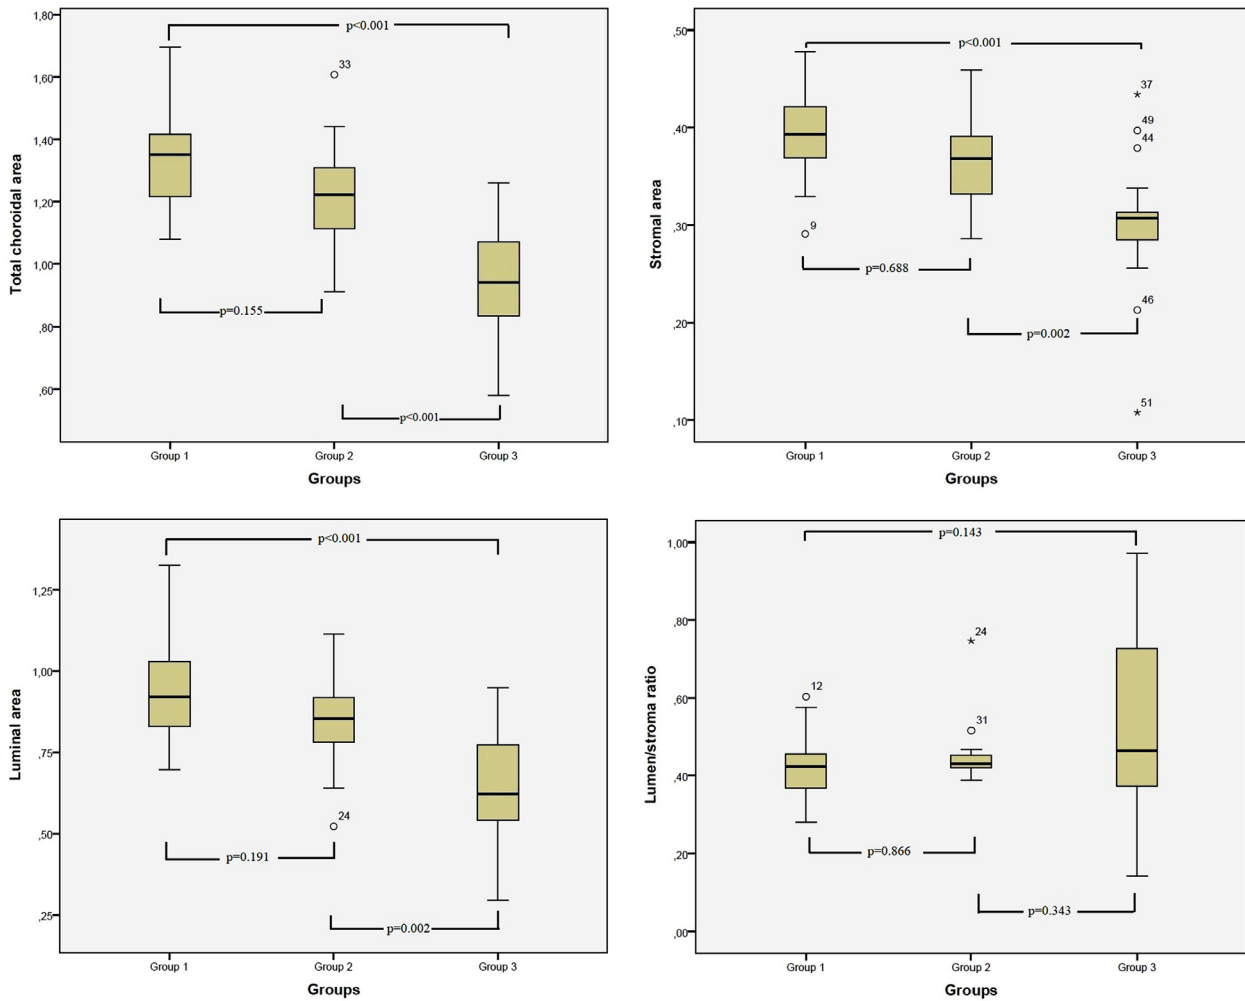 1,80
p<0.001
1,60
33
1,40
1,20
1,00
p=0.155
,80
,60
p<0.001
Total choroidal area
Group 1
Group 2
Group 3
Groups
,50
p<0.001
37
,40
49
44
,30
9
p=0.688
,20
46
p=0.002
,10
51
Stromal area
Group 1
Group 2
Group 3
Groups
p<0.001
1,25
1,00
,75
,50
24
p=0.191
,25
p=0.002
Luminal area
Group 1
Group 2
Group 3
Groups
p=0.143
1,00
,80
24
,60
12
31
,40
,20
p=0.866
p=0.343
,00
Lumen/stroma ratio
Group 1
Group 2
Group 3
Groups